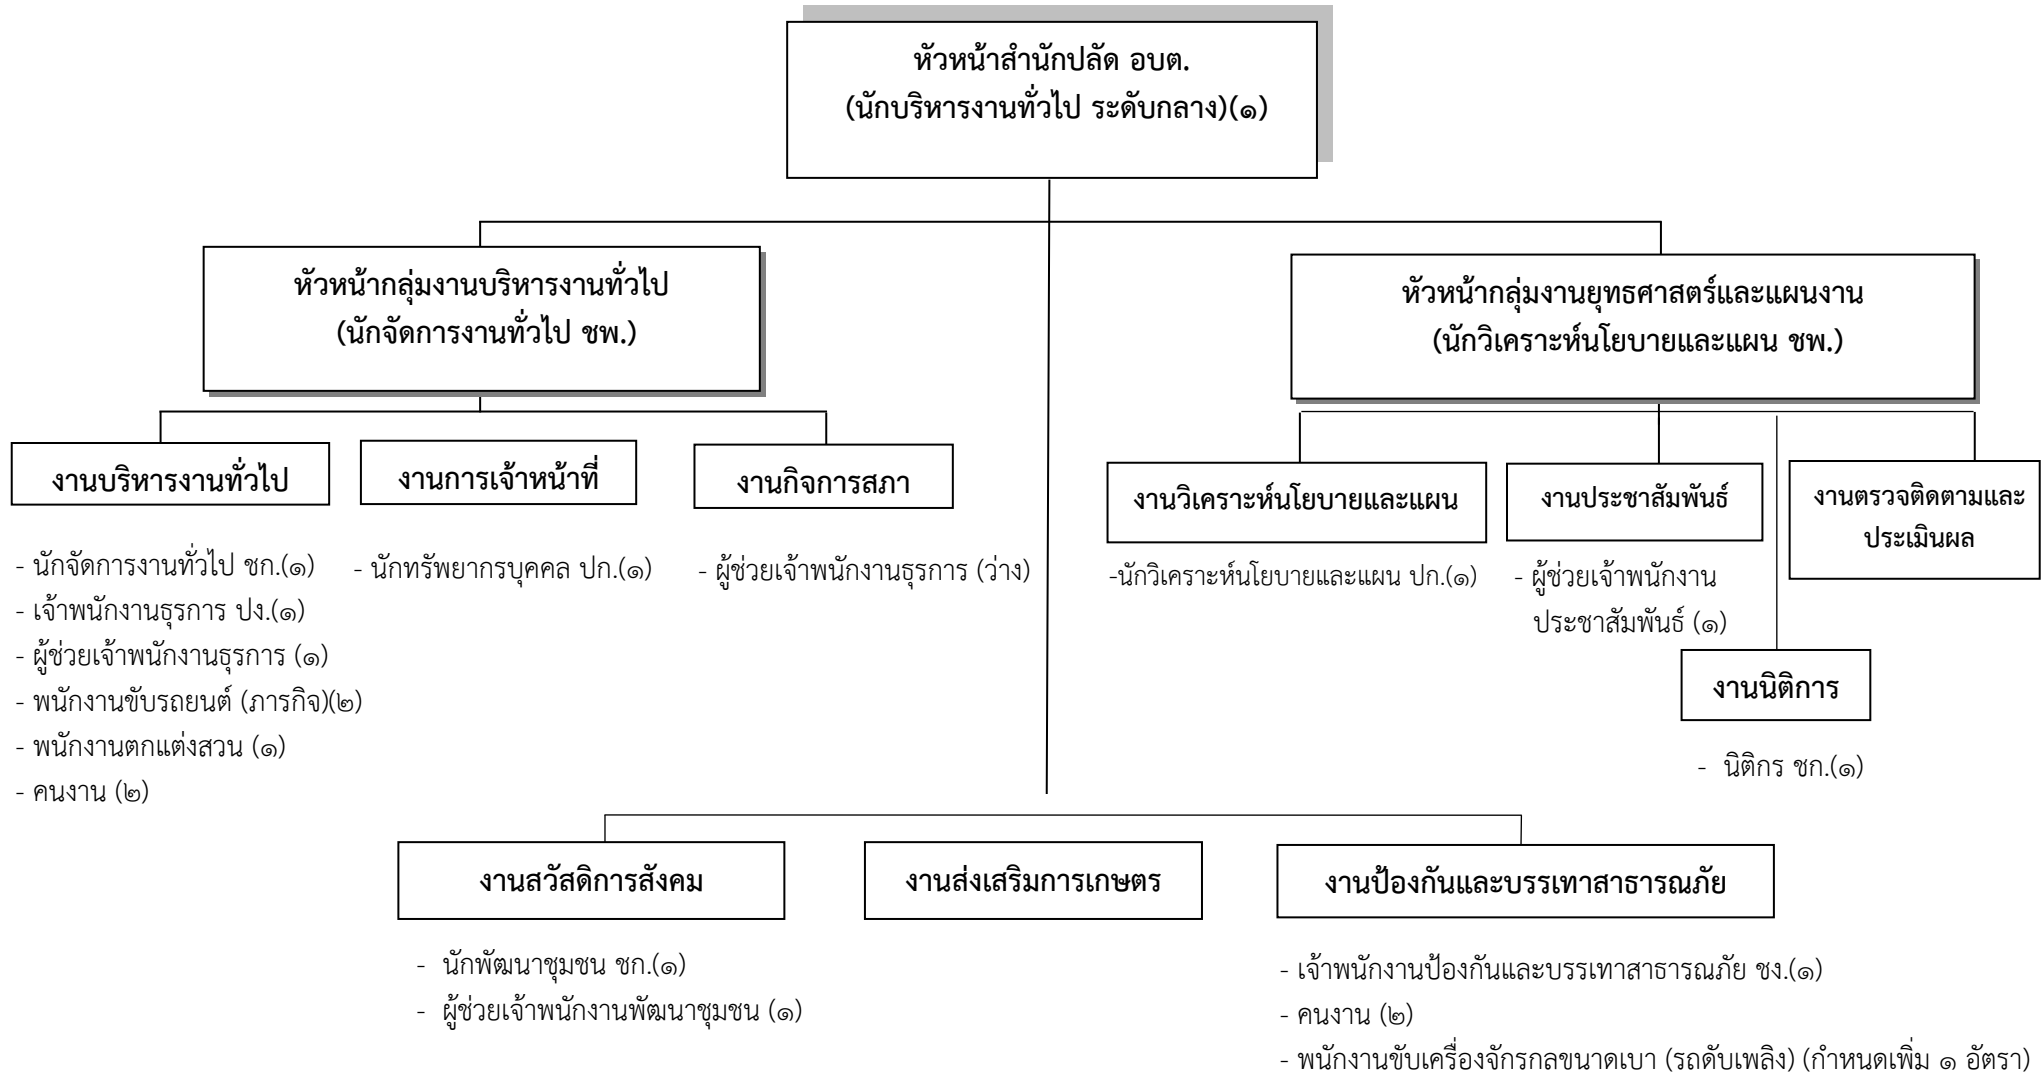 หัวหน้าสำนักปลัด อบต.
(นักบริหารงานทั่วไป ระดับกลาง)(๑)
หัวหน้ากลุ่มงานบริหารงานทั่วไป
(นักจัดการงานทั่วไป ชพ.)
หัวหน้ากลุ่มงานยุทธศาสตร์และแผนงาน
(นักวิเคราะห์นโยบายและแผน ชพ.)
งานบริหารงานทั่วไป
- นักจัดการงานทั่วไป ชก.(๑)
- เจ้าพนักงานธุรการ ปง.(๑)
- ผู้ช่วยเจ้าพนักงานธุรการ (๑)
- พนักงานขับรถยนต์ (ภารกิจ)(๒)
- พนักงานตกแต่งสวน (๑)
- คนงาน (๒)
งานการเจ้าหน้าที่
- นักทรัพยากรบุคคล ปก.(๑)
งานกิจการสภา
- ผู้ช่วยเจ้าพนักงานธุรการ (ว่าง)
งานวิเคราะห์นโยบายและแผน
-นักวิเคราะห์นโยบายและแผน ปก.(๑)
งานประชาสัมพันธ์
- ผู้ช่วยเจ้าพนักงาน
ประชาสัมพันธ์ (๑)
งานตรวจติดตามและ
ประเมินผล
งานนิติการ
- นิติกร ชก.(๑)
งานสวัสดิการสังคม
- นักพัฒนาชุมชน ชก.(๑)
- ผู้ช่วยเจ้าพนักงานพัฒนาชุมชน (๑)
งานส่งเสริมการเกษตร
งานป้องกันและบรรเทาสาธารณภัย
- เจ้าพนักงานป้องกันและบรรเทาสาธารณภัย ชง.(๑)
- คนงาน (๒)
- พนักงานขับเครื่องจักรกลขนาดเบา (รถดับเพลิง) (กำหนดเพิ่ม ๑ อัตรา)